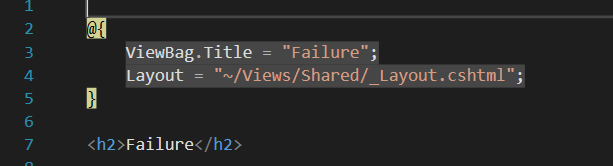 1
2 @{
3 ViewBag.Title = "Failure";
4 Layout = "~/Views/Shared/_Layout.cshtml";
5 }
6
7 <h2>Failure</h2>